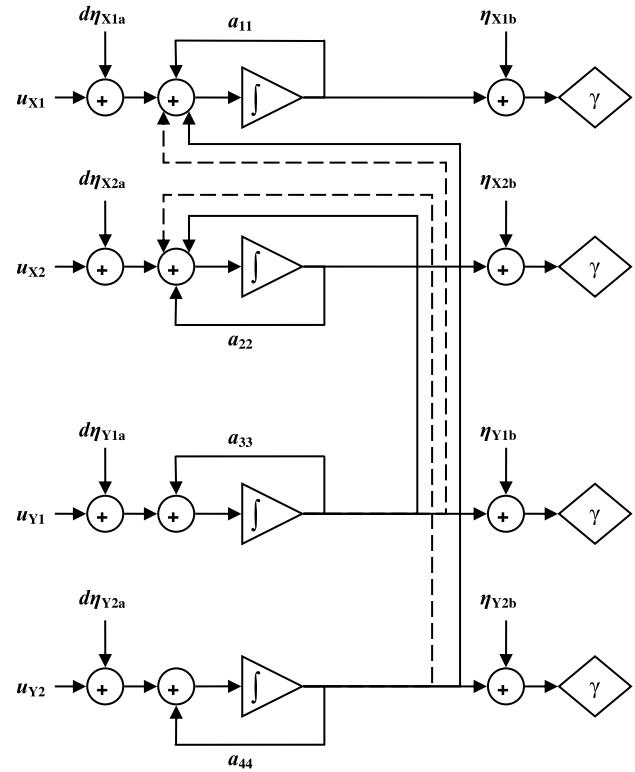 dηX1a
a11
ηX1b
uX1
+
+
∫
+
γ
dηX2a
ηX2b
uX2
+
+
∫
+
γ
a22
dηY1a
a33
ηY1b
uY1
+
+
∫
+
γ
dηY2a
ηY2b
uY2
+
+
∫
+
γ
a44